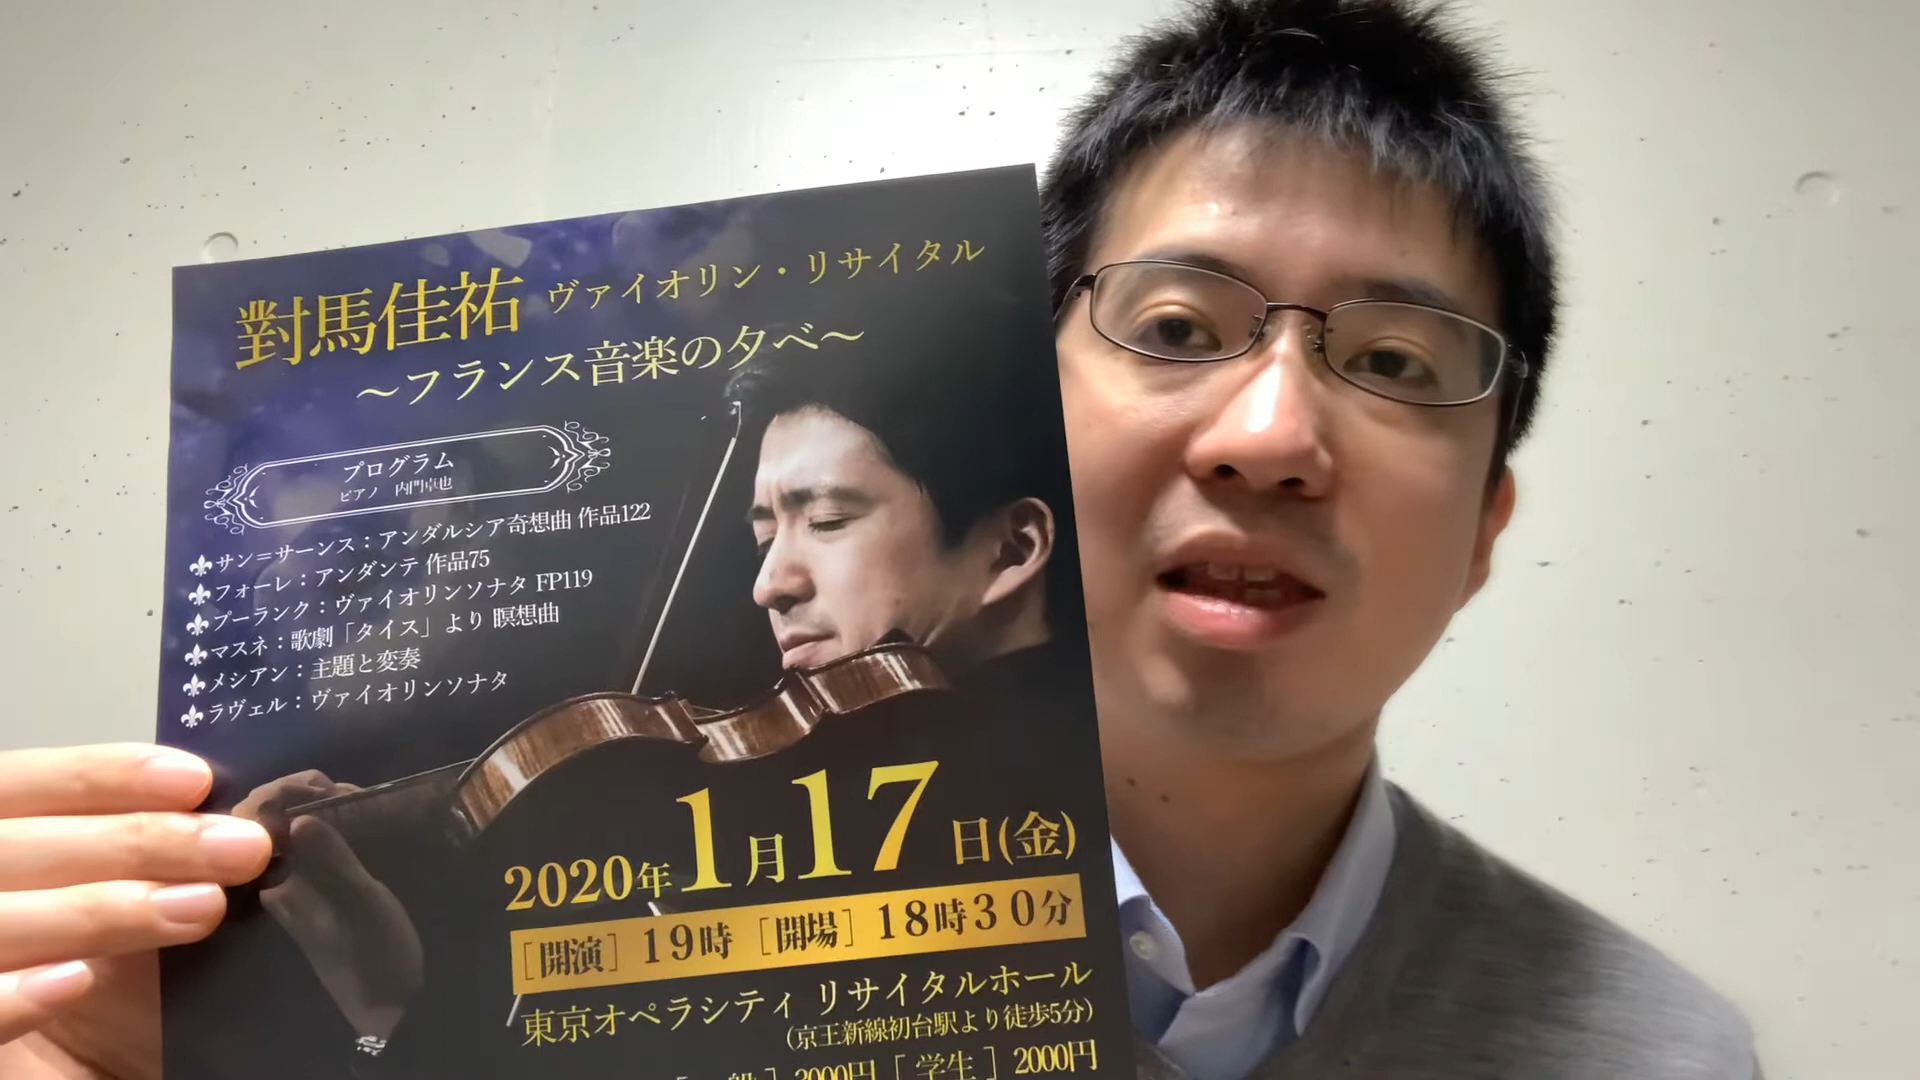 對馬佳祐 ヴァイオリン・リサイタル
～フランス音楽の夕べ～
プログラム
ピアノ 内門卓也
サン＝サーンス：アンダルシア奇想曲 作品122
フォーレ：アンダンテ 作品75
プーランク：ヴァイオリンソナタ FP119
マスネ：歌劇「タイス」より 瞑想曲
メシアン：主題と変奏
ラヴェル：ヴァイオリンソナタ
2020年1月17日(金)
［開演］19時 ［開場］18時30分
東京オペラシティ リサイタルホール
(京王新線初台駅より徒歩5分)
［一般］3000円［学生］2000円